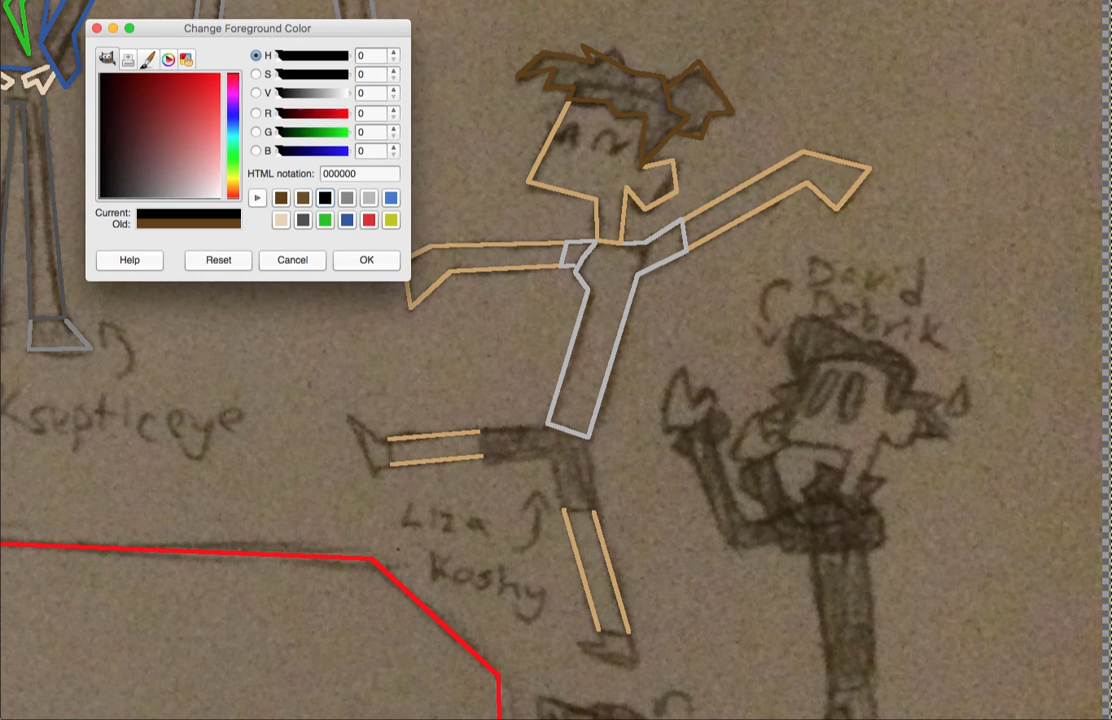 Change Foreground Color
H 0
S 0
V 0
R 0
G 0
B 0
HTML notation: 000000
Current:
Old:
Help Reset Cancel OK
David
Dobrik
Ksepticeye
Liza
Koshy